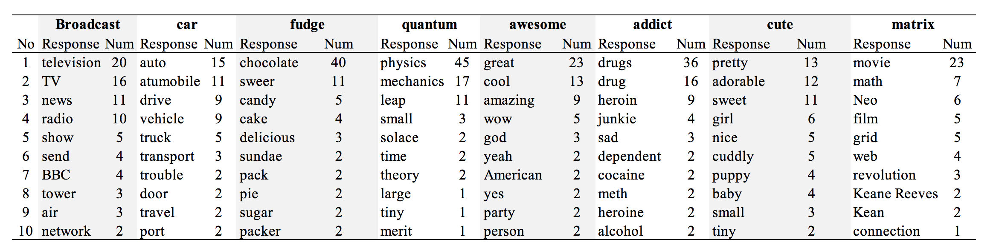 Broadcast car fudge quantum awesome addict cute matrix
No Response Num Response Num Response Num Response Num Response Num Response Num Response Num Response Num
1 television 20 auto 15 chocolate 40 physics 45 great 23 drugs 36 pretty 13 movie 23
2 TV 16 atumobile 11 sweer 11 mechanics 17 cool 13 drug 16 adorable 12 math 7
3 news 11 drive 9 candy 5 leap 11 amazing 9 heroin 9 sweet 11 Neo 6
4 radio 10 vehicle 9 cake 4 small 3 wow 5 junkie 4 girl 6 film 5
5 show 5 truck 5 delicious 3 solace 2 god 3 sad 3 nice 5 grid 5
6 send 4 transport 3 sundae 2 time 2 yeah 2 dependent 2 cuddly 5 web 4
7 BBC 4 trouble 2 pack 2 theory 2 American 2 cocaine 2 puppy 4 revolution 3
8 tower 3 door 2 pie 2 large 1 yes 2 meth 2 baby 4 Keane Reeves 2
9 air 3 travel 2 sugar 2 tiny 1 party 2 heroine 2 small 3 Kean 2
10 network 2 port 2 packer 2 merit 1 person 2 alcohol 2 tiny 2 connection 1